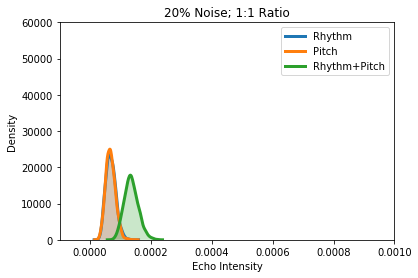 20% Noise; 1:1 Ratio
Rhythm
Pitch
Rhythm+Pitch
60000
50000
40000
30000
20000
10000
0
Density
0.0000 0.0002 0.0004 0.0006 0.0008 0.0010
Echo Intensity